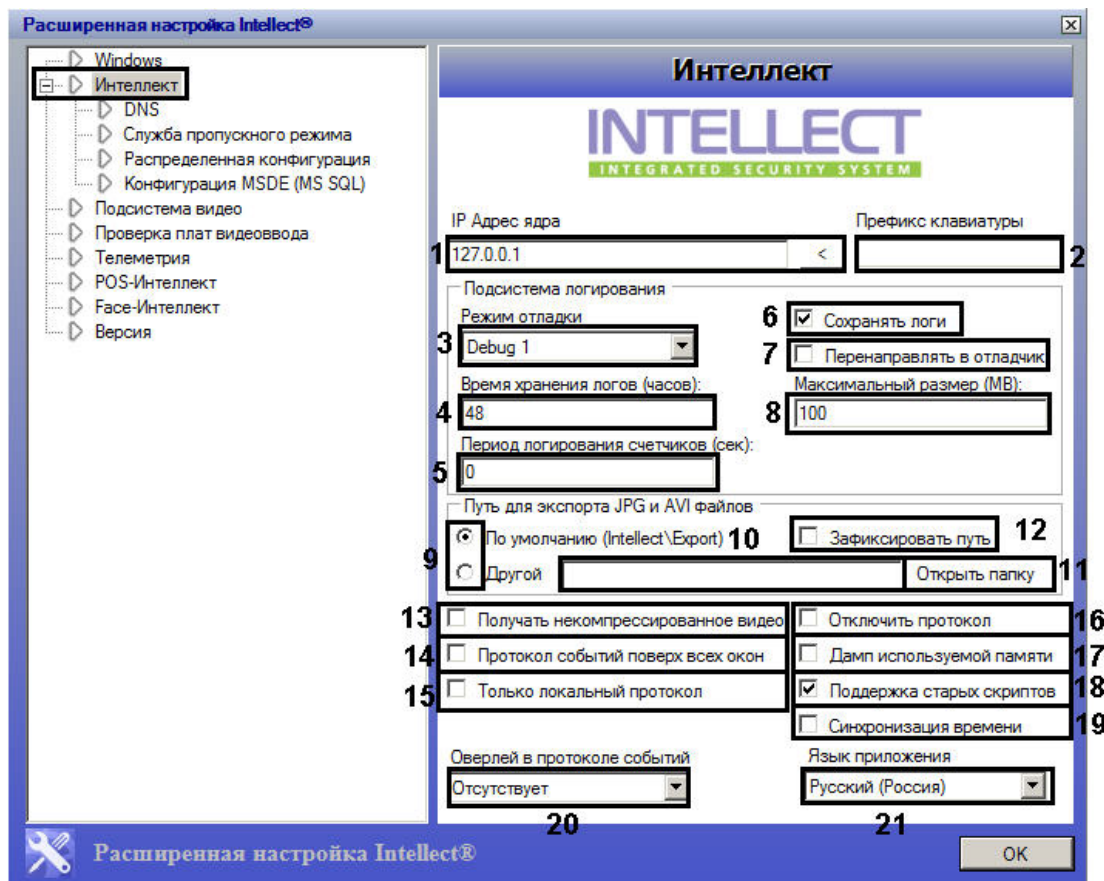 Расширенная настройка Intellect®
Windows
Интеллект
DNS
Служба пропускного режима
Распределенная конфигурация
Конфигурация MSDE (MS SQL)
Подсистема видео
Проверка плат видеоввода
Телеметрия
POS-Интеллект
Face-Интеллект
Версия
Интеллект
INTELLECT
INTEGRATED SECURITY SYSTEM
IP Адрес ядра
Префикс клавиатуры
1 127.0.0.1 <
2
Подсистема логирования
Режим отладки
3 Debug 1
6 Сохранять логи
7 Перенаправлять в отладчик
Время хранения логов (часов):
Максимальный размер (MB):
4 48
8 100
Период логирования счетчиков (сек):
5 0
Путь для экспорта JPG и AVI файлов
9
По умолчанию (Intellect\Export) 10
Зафиксировать путь 12
Другой
Открыть папку 11
13 Получать некомпрессированное видео
Отключить протокол 16
14 Протокол событий поверх всех окон
Дамп используемой памяти 17
15 Только локальный протокол
Поддержка старых скриптов 18
Синхронизация времени 19
Оверлей в протоколе событий
Язык приложения
Отсутствует
Русский (Россия)
20
21
Расширенная настройка Intellect®
OK